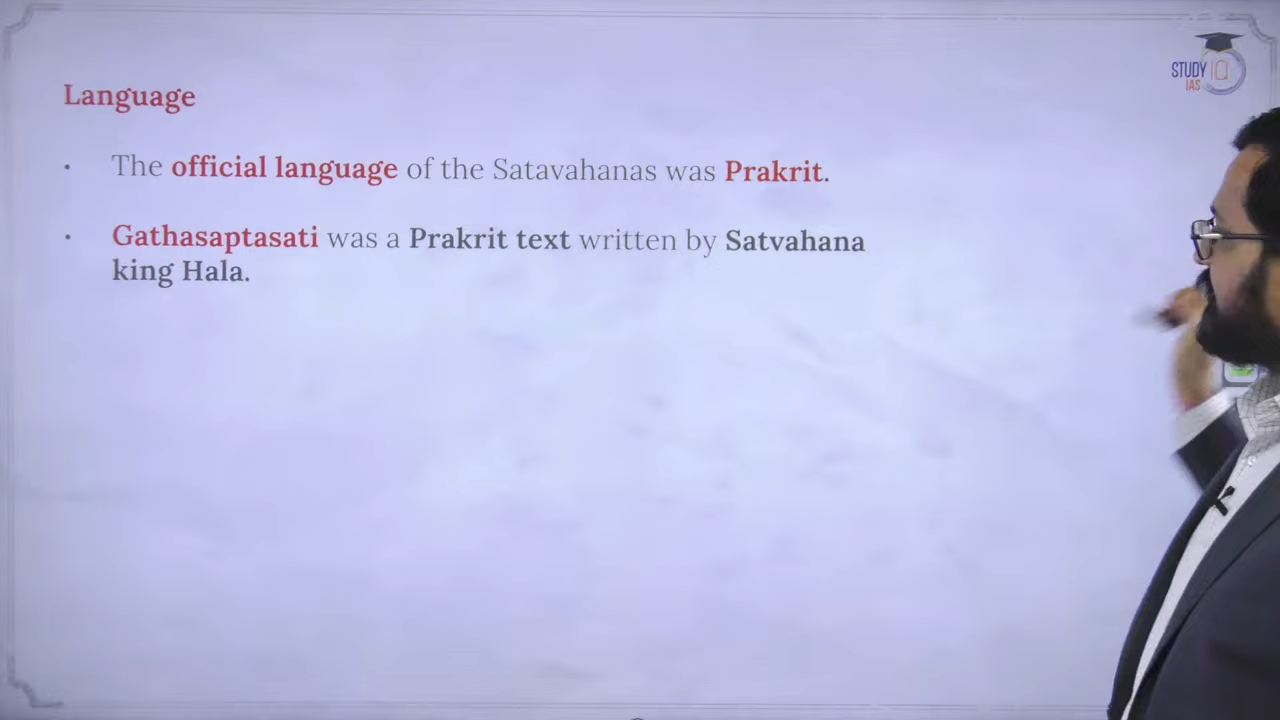 STUDY IQ
IAS
Language
• The official language of the Satavahanas was Prakrit.
• Gathasaptasati was a Prakrit text written by Satvahana
king Hala.